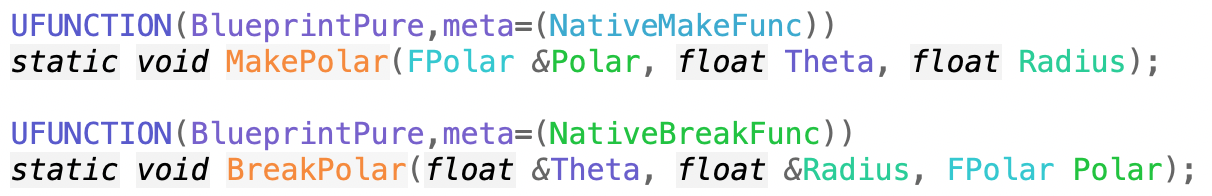 UFUNCTION(BlueprintPure,meta=(NativeMakeFunc))
static void MakePolar(FPolar &Polar, float Theta, float Radius);
UFUNCTION(BlueprintPure,meta=(NativeBreakFunc))
static void BreakPolar(float &Theta, float &Radius, FPolar Polar);